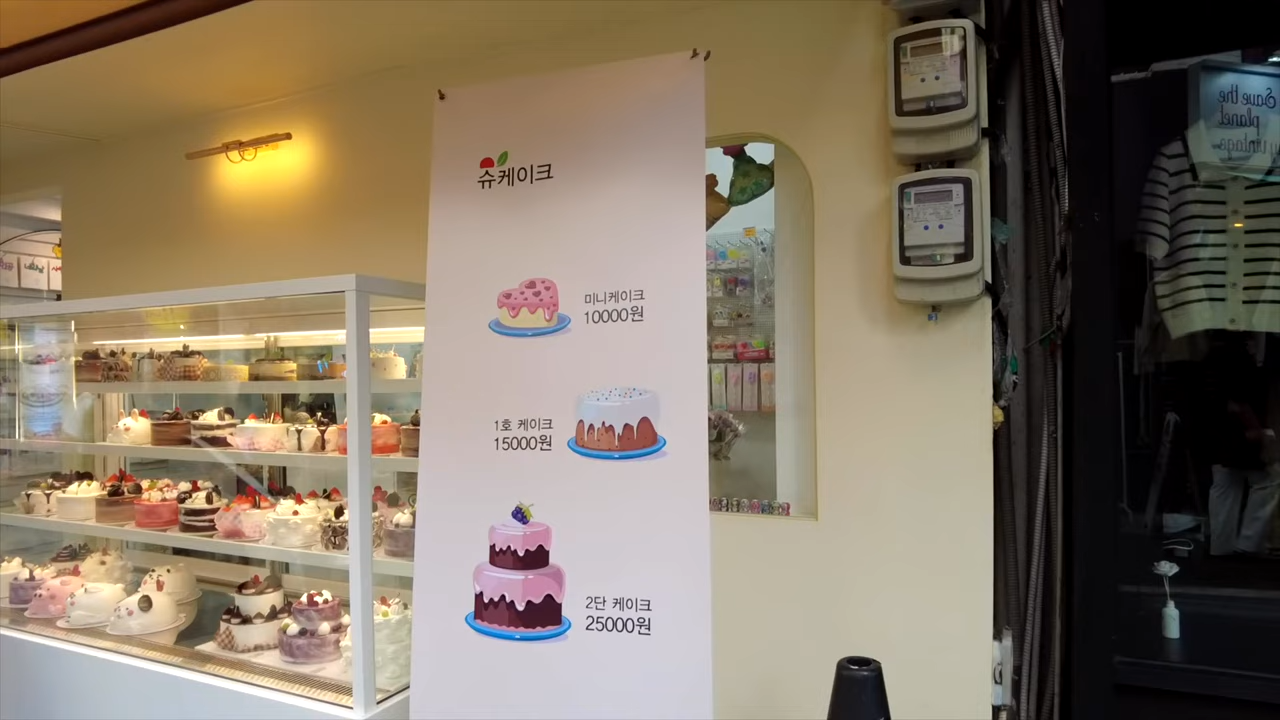 슈케이크
미니케이크
10000원
1호 케이크
15000원
2단 케이크
25000원
Save the
planet
vintage